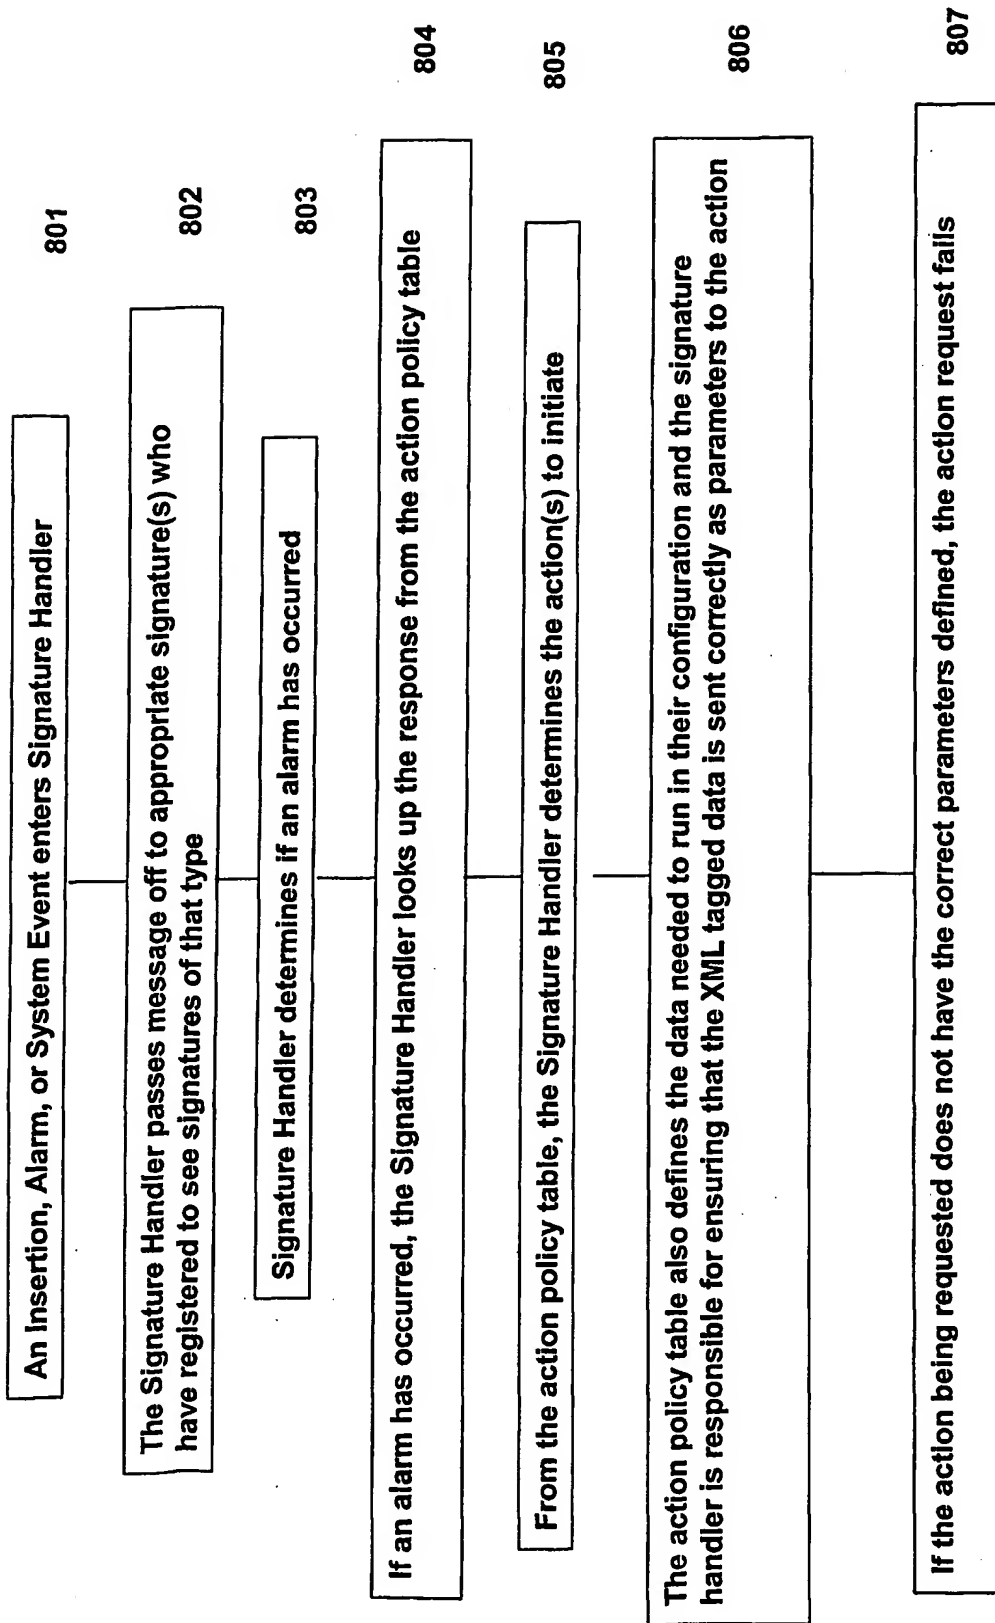 An Insertion, Alarm, or System Event enters Signature Handler
801
The Signature Handler passes message off to appropriate signature(s) who
have registered to see signatures of that type
802
Signature Handler determines if an alarm has occurred
803
If an alarm has occurred, the Signature Handler looks up the response from the action policy table
804
From the action policy table, the Signature Handler determines the action(s) to initiate
805
The action policy table also defines the data needed to run in their configuration and the signature
handler is responsible for ensuring that the XML tagged data is sent correctly as parameters to the action
806
If the action being requested does not have the correct parameters defined, the action request fails
807